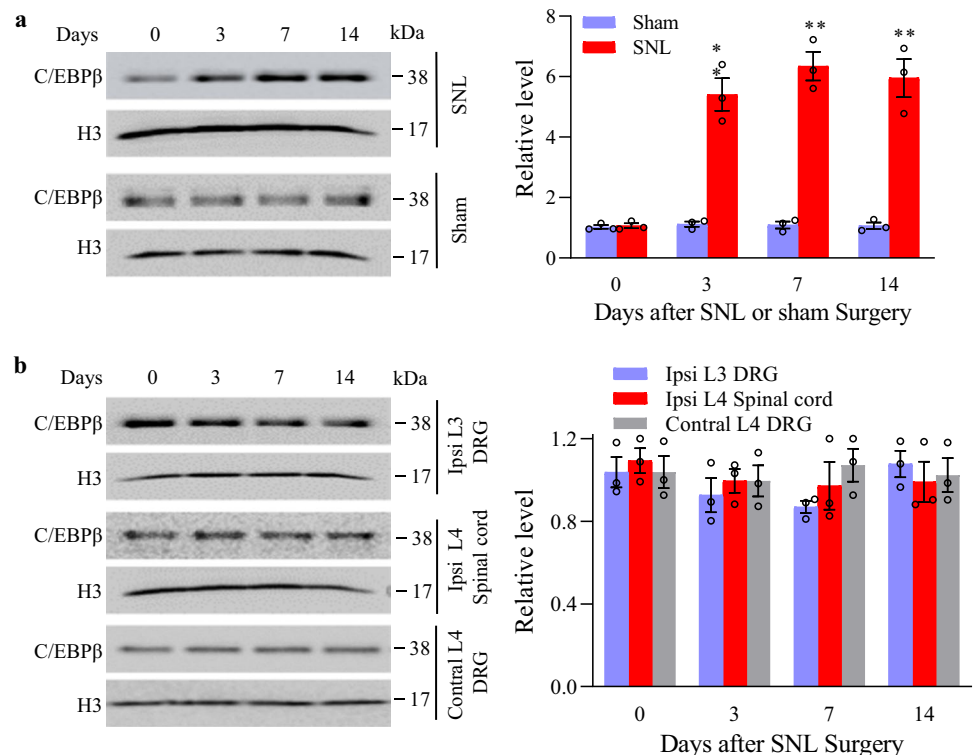 a
Days 0 3 7 14 kDa
C/EBPβ – 38
H3 – 17
SNL
C/EBPβ – 38
H3 – 17
Sham
Sham
SNL
8
6
4
2
0
Relative level
*
*
**
**
0 3 7 14
Days after SNL or sham Surgery
b
Days 0 3 7 14 kDa
C/EBPβ – 38
H3 – 17
Ipsi L3
DRG
C/EBPβ – 38
H3 – 17
Ipsi L4
Spinal cord
C/EBPβ – 38
H3 – 17
Contral L4
DRG
Ipsi L3 DRG
Ipsi L4 Spinal cord
Contral L4 DRG
1.2
0.8
0.4
0.0
Relative level
0 3 7 14
Days after SNL Surgery